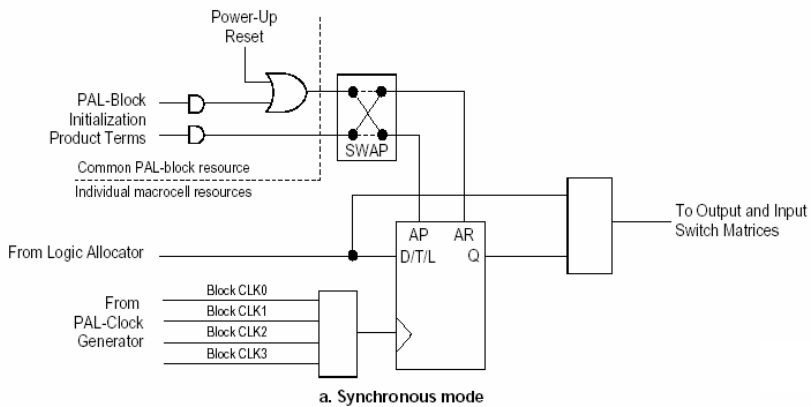 Power-Up
Reset
PAL-Block
Initialization
Product Terms
SWAP
Common PAL-block resource
Individual macrocell resources
AP AR
To Output and Input
Switch Matrices
From Logic Allocator
D/T/L Q
From
PAL-Clock
Generator
Block CLK0
Block CLK1
Block CLK2
Block CLK3
a. Synchronous mode